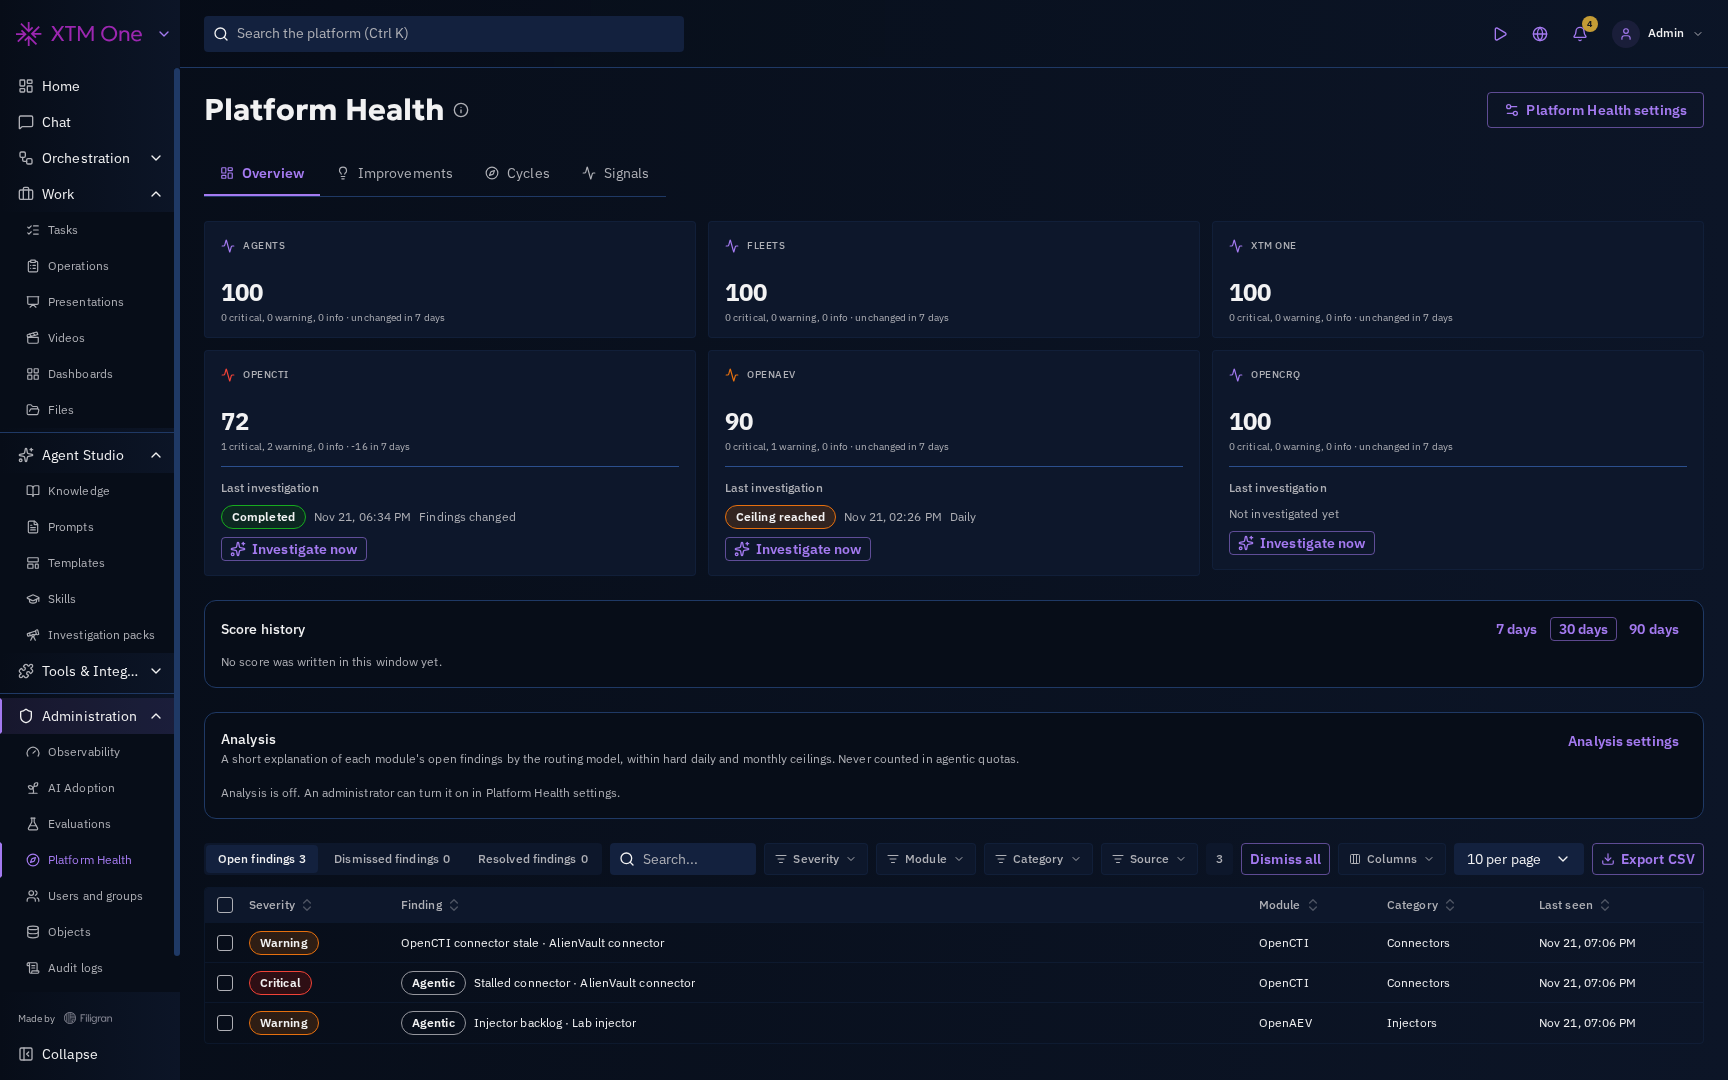 XTM One
Search the platform (Ctrl K)
4
Admin
Home
Chat
Orchestration
Work
Tasks
Operations
Presentations
Videos
Dashboards
Files
Agent Studio
Knowledge
Prompts
Templates
Skills
Investigation packs
Tools & Integ...
Administration
Observability
AI Adoption
Evaluations
Platform Health
Users and groups
Objects
Audit logs
Made by Filigran
Collapse
Platform Health
Platform Health settings
Overview Improvements Cycles Signals
AGENTS
100
0 critical, 0 warning, 0 info · unchanged in 7 days
FLEETS
100
0 critical, 0 warning, 0 info · unchanged in 7 days
XTM ONE
100
0 critical, 0 warning, 0 info · unchanged in 7 days
OPENCTI
72
1 critical, 2 warning, 0 info · -16 in 7 days
Last investigation
Completed Nov 21, 06:34 PM Findings changed
Investigate now
OPENAEV
90
0 critical, 1 warning, 0 info · unchanged in 7 days
Last investigation
Ceiling reached Nov 21, 02:26 PM Daily
Investigate now
OPENCRQ
100
0 critical, 0 warning, 0 info · unchanged in 7 days
Last investigation
Not investigated yet
Investigate now
Score history
7 days 30 days 90 days
No score was written in this window yet.
Analysis
A short explanation of each module's open findings by the routing model, within hard daily and monthly ceilings. Never counted in agentic quotas.
Analysis settings
Analysis is off. An administrator can turn it on in Platform Health settings.
Open findings 3 Dismissed findings 0 Resolved findings 0 Search... Severity Module Category Source 3 Dismiss all Columns 10 per page Export CSV
Severity Finding Module Category Last seen
Warning OpenCTI connector stale · AlienVault connector OpenCTI Connectors Nov 21, 07:06 PM
Critical Agentic Stalled connector · AlienVault connector OpenCTI Connectors Nov 21, 07:06 PM
Warning Agentic Injector backlog · Lab injector OpenAEV Injectors Nov 21, 07:06 PM